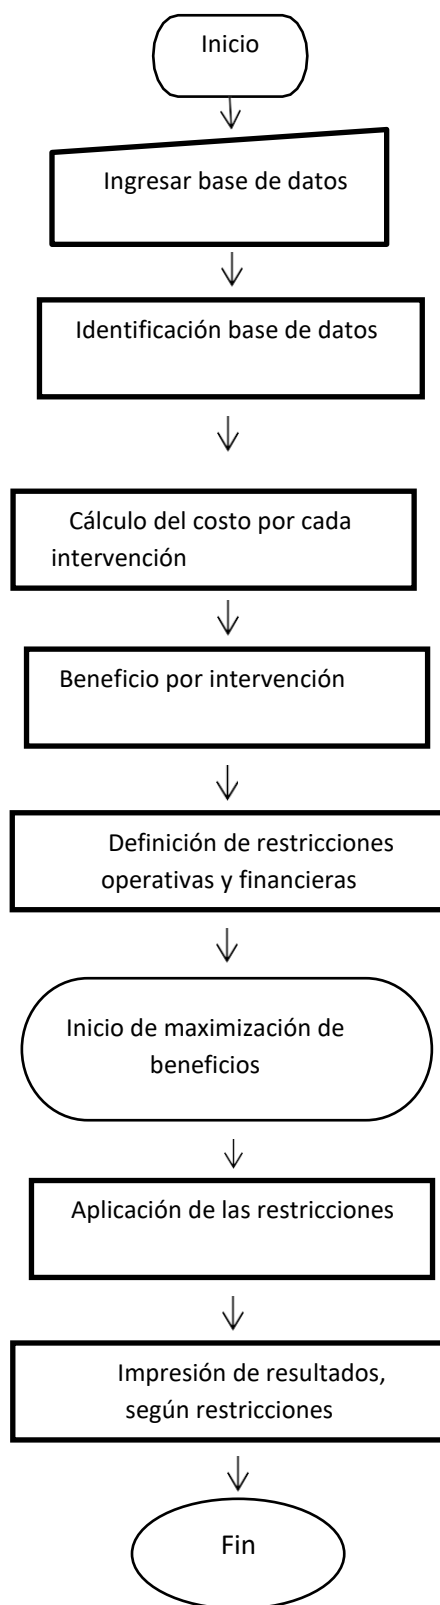 Inicio
Ingresar base de datos
Identificación base de datos
Cálculo del costo por cada
intervención
Beneficio por intervención
Definición de restricciones
operativas y financieras
Inicio de maximización de
beneficios
Aplicación de las restricciones
Impresión de resultados,
según restricciones
Fin